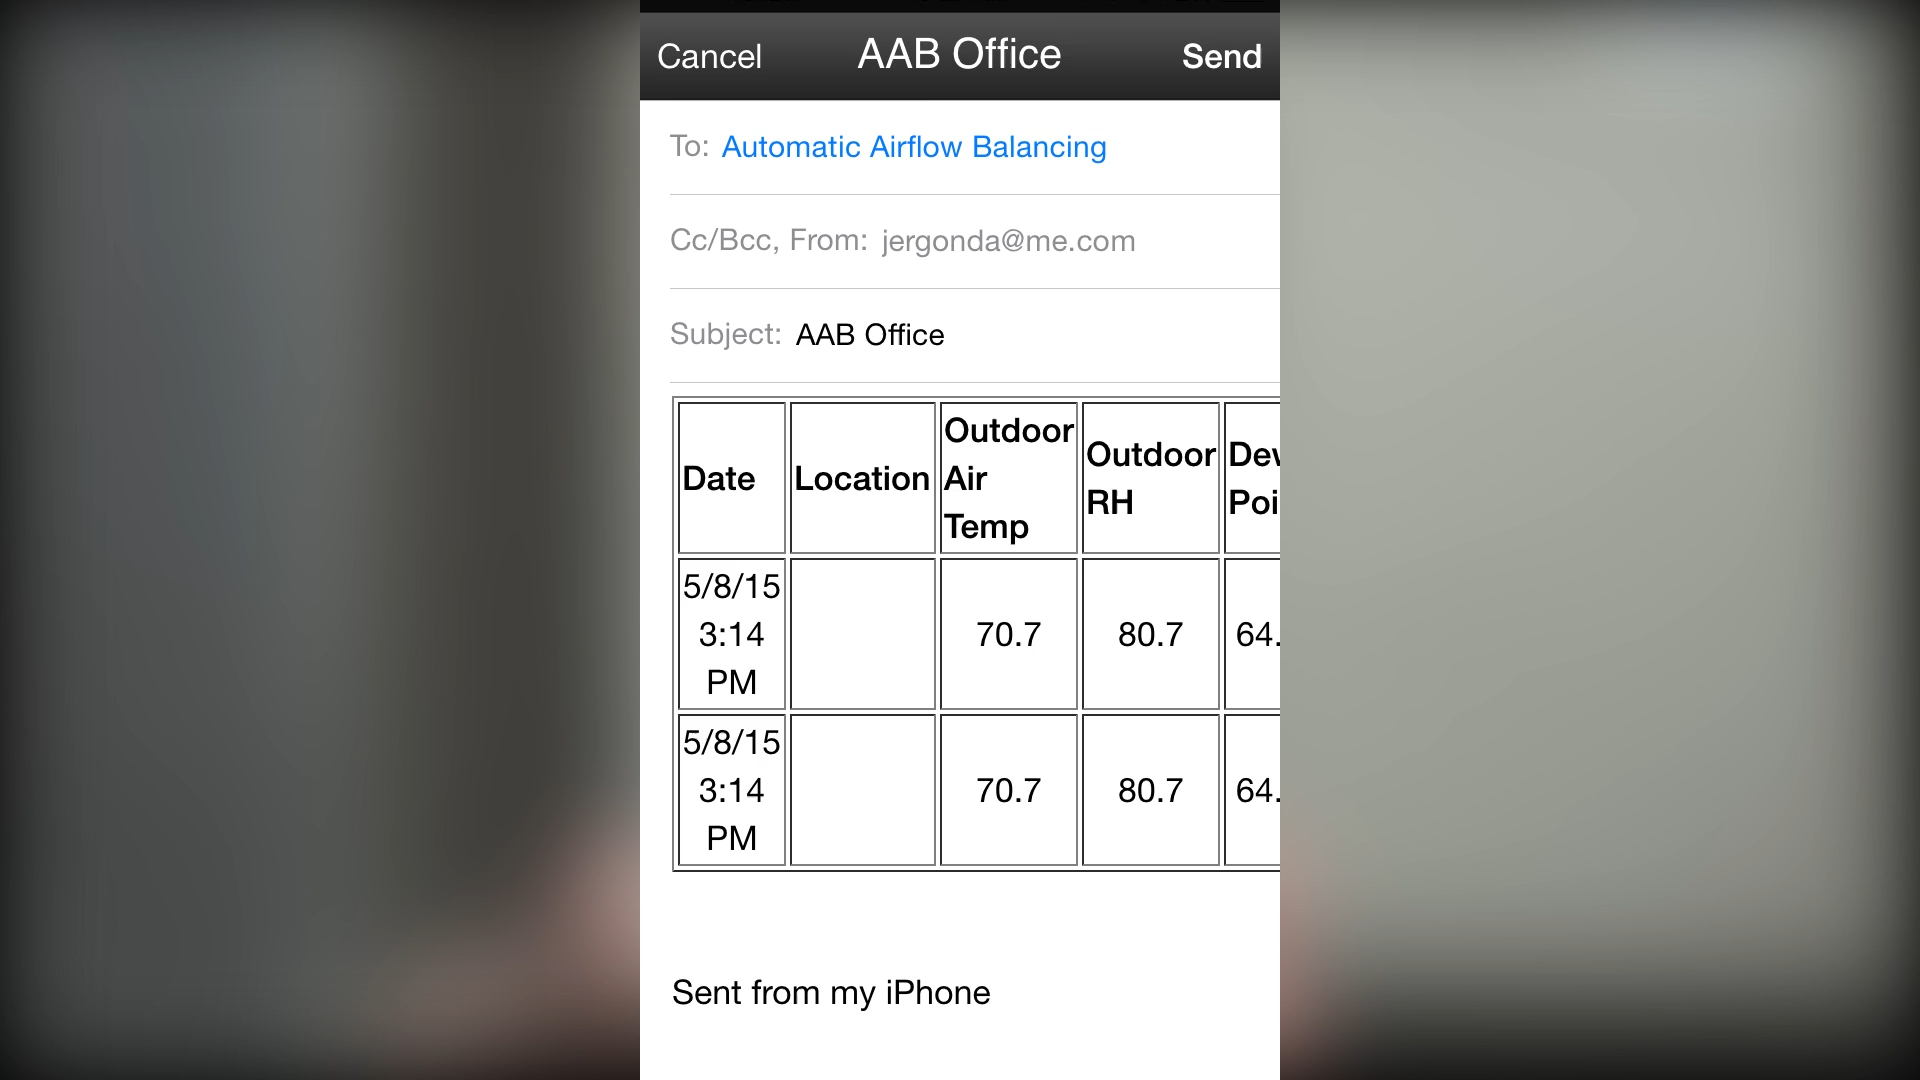 Cancel AAB Office Send
To: Automatic Airflow Balancing
Cc/Bcc, From: jergonda@me.com
Subject: AAB Office
Date Location Outdoor Air Temp Outdoor RH
5/8/15 3:14 PM 70.7 80.7 64.
5/8/15 3:14 PM 70.7 80.7 64.
Sent from my iPhone